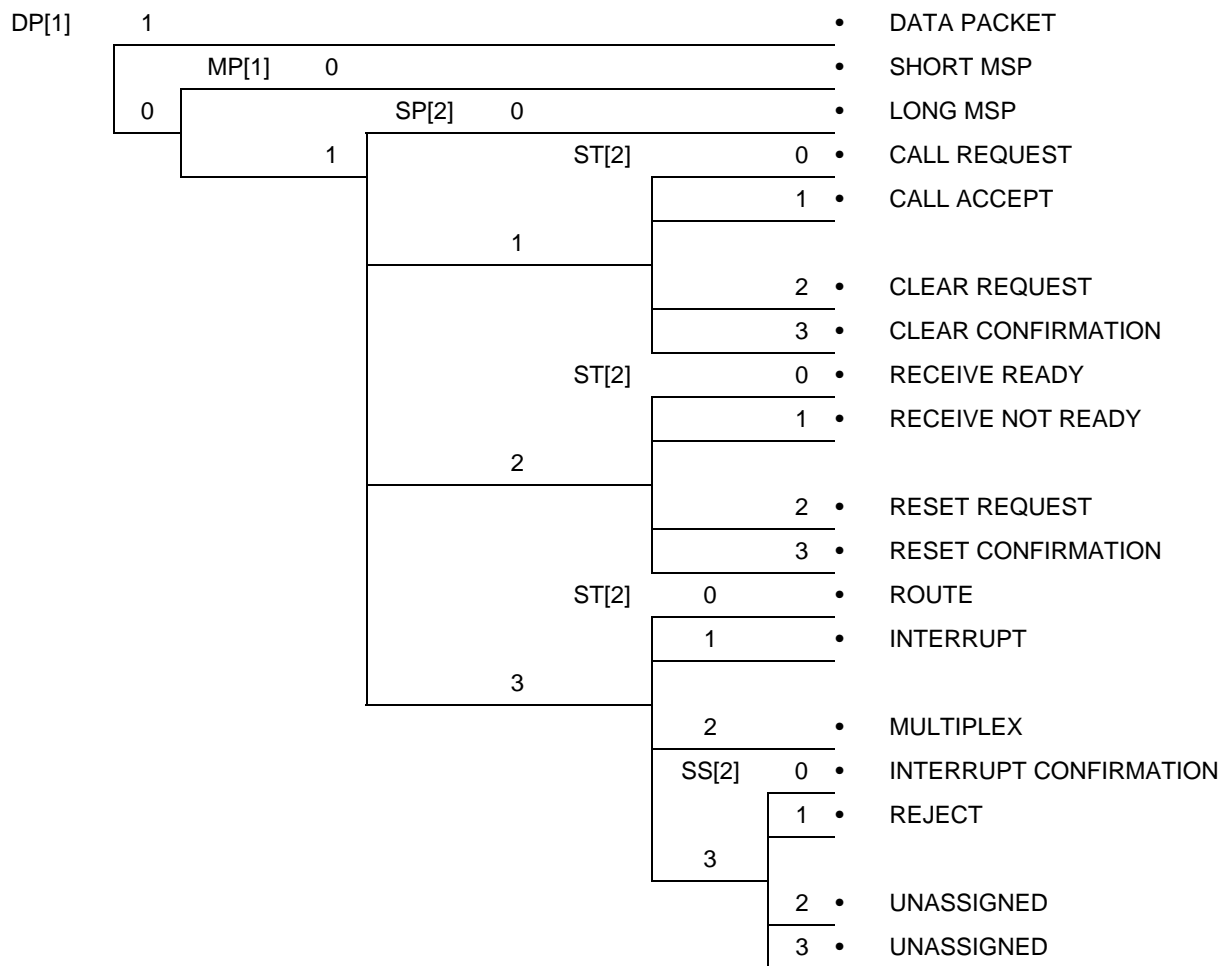 DP[1] 1 • DATA PACKET
MP[1] 0 • SHORT MSP
0 SP[2] 0 • LONG MSP
1 ST[2] 0 • CALL REQUEST
1 • CALL ACCEPT
1
2 • CLEAR REQUEST
3 • CLEAR CONFIRMATION
ST[2] 0 • RECEIVE READY
1 • RECEIVE NOT READY
2
2 • RESET REQUEST
3 • RESET CONFIRMATION
ST[2] 0 • ROUTE
1 • INTERRUPT
3
2 • MULTIPLEX
SS[2] 0 • INTERRUPT CONFIRMATION
1 • REJECT
3
2 • UNASSIGNED
3 • UNASSIGNED